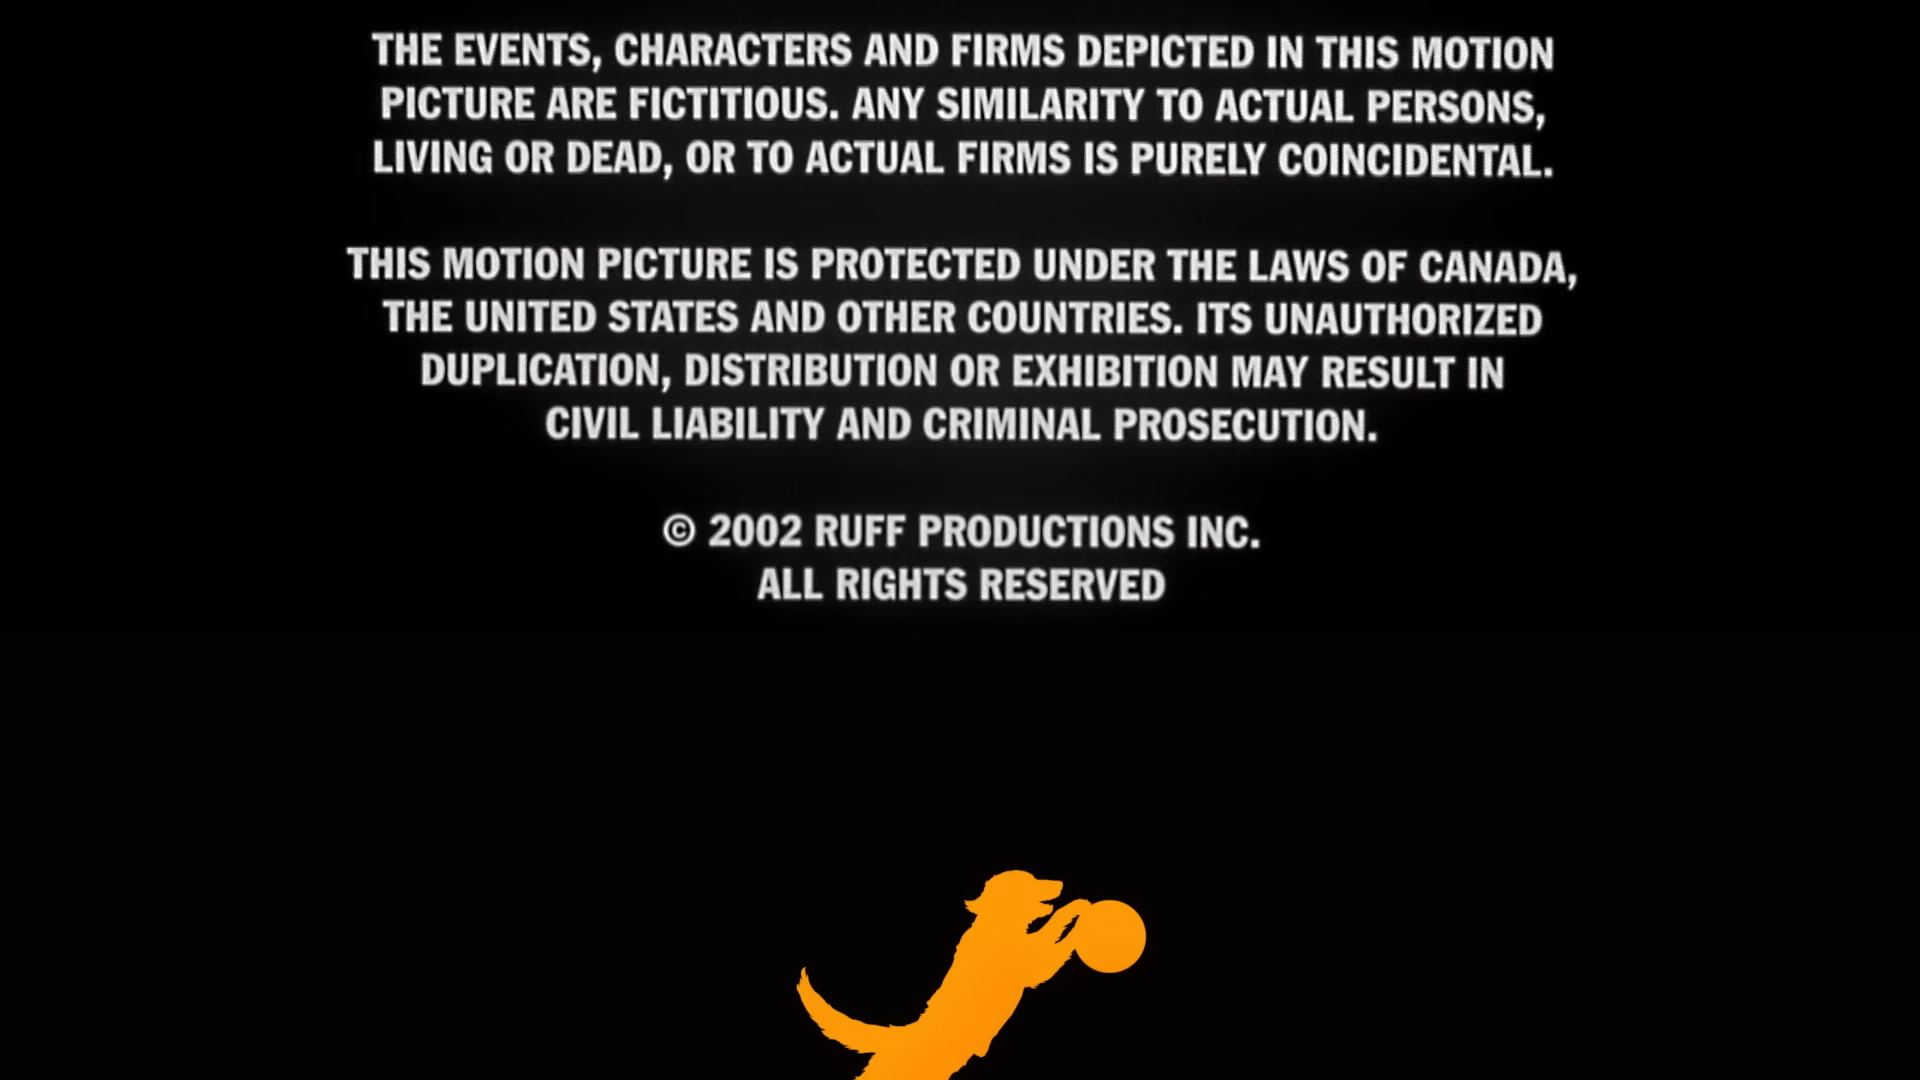 THE EVENTS, CHARACTERS AND FIRMS DEPICTED IN THIS MOTION
PICTURE ARE FICTITIOUS. ANY SIMILARITY TO ACTUAL PERSONS,
LIVING OR DEAD, OR TO ACTUAL FIRMS IS PURELY COINCIDENTAL.
THIS MOTION PICTURE IS PROTECTED UNDER THE LAWS OF CANADA,
THE UNITED STATES AND OTHER COUNTRIES. ITS UNAUTHORIZED
DUPLICATION, DISTRIBUTION OR EXHIBITION MAY RESULT IN
CIVIL LIABILITY AND CRIMINAL PROSECUTION.
© 2002 RUFF PRODUCTIONS INC.
ALL RIGHTS RESERVED